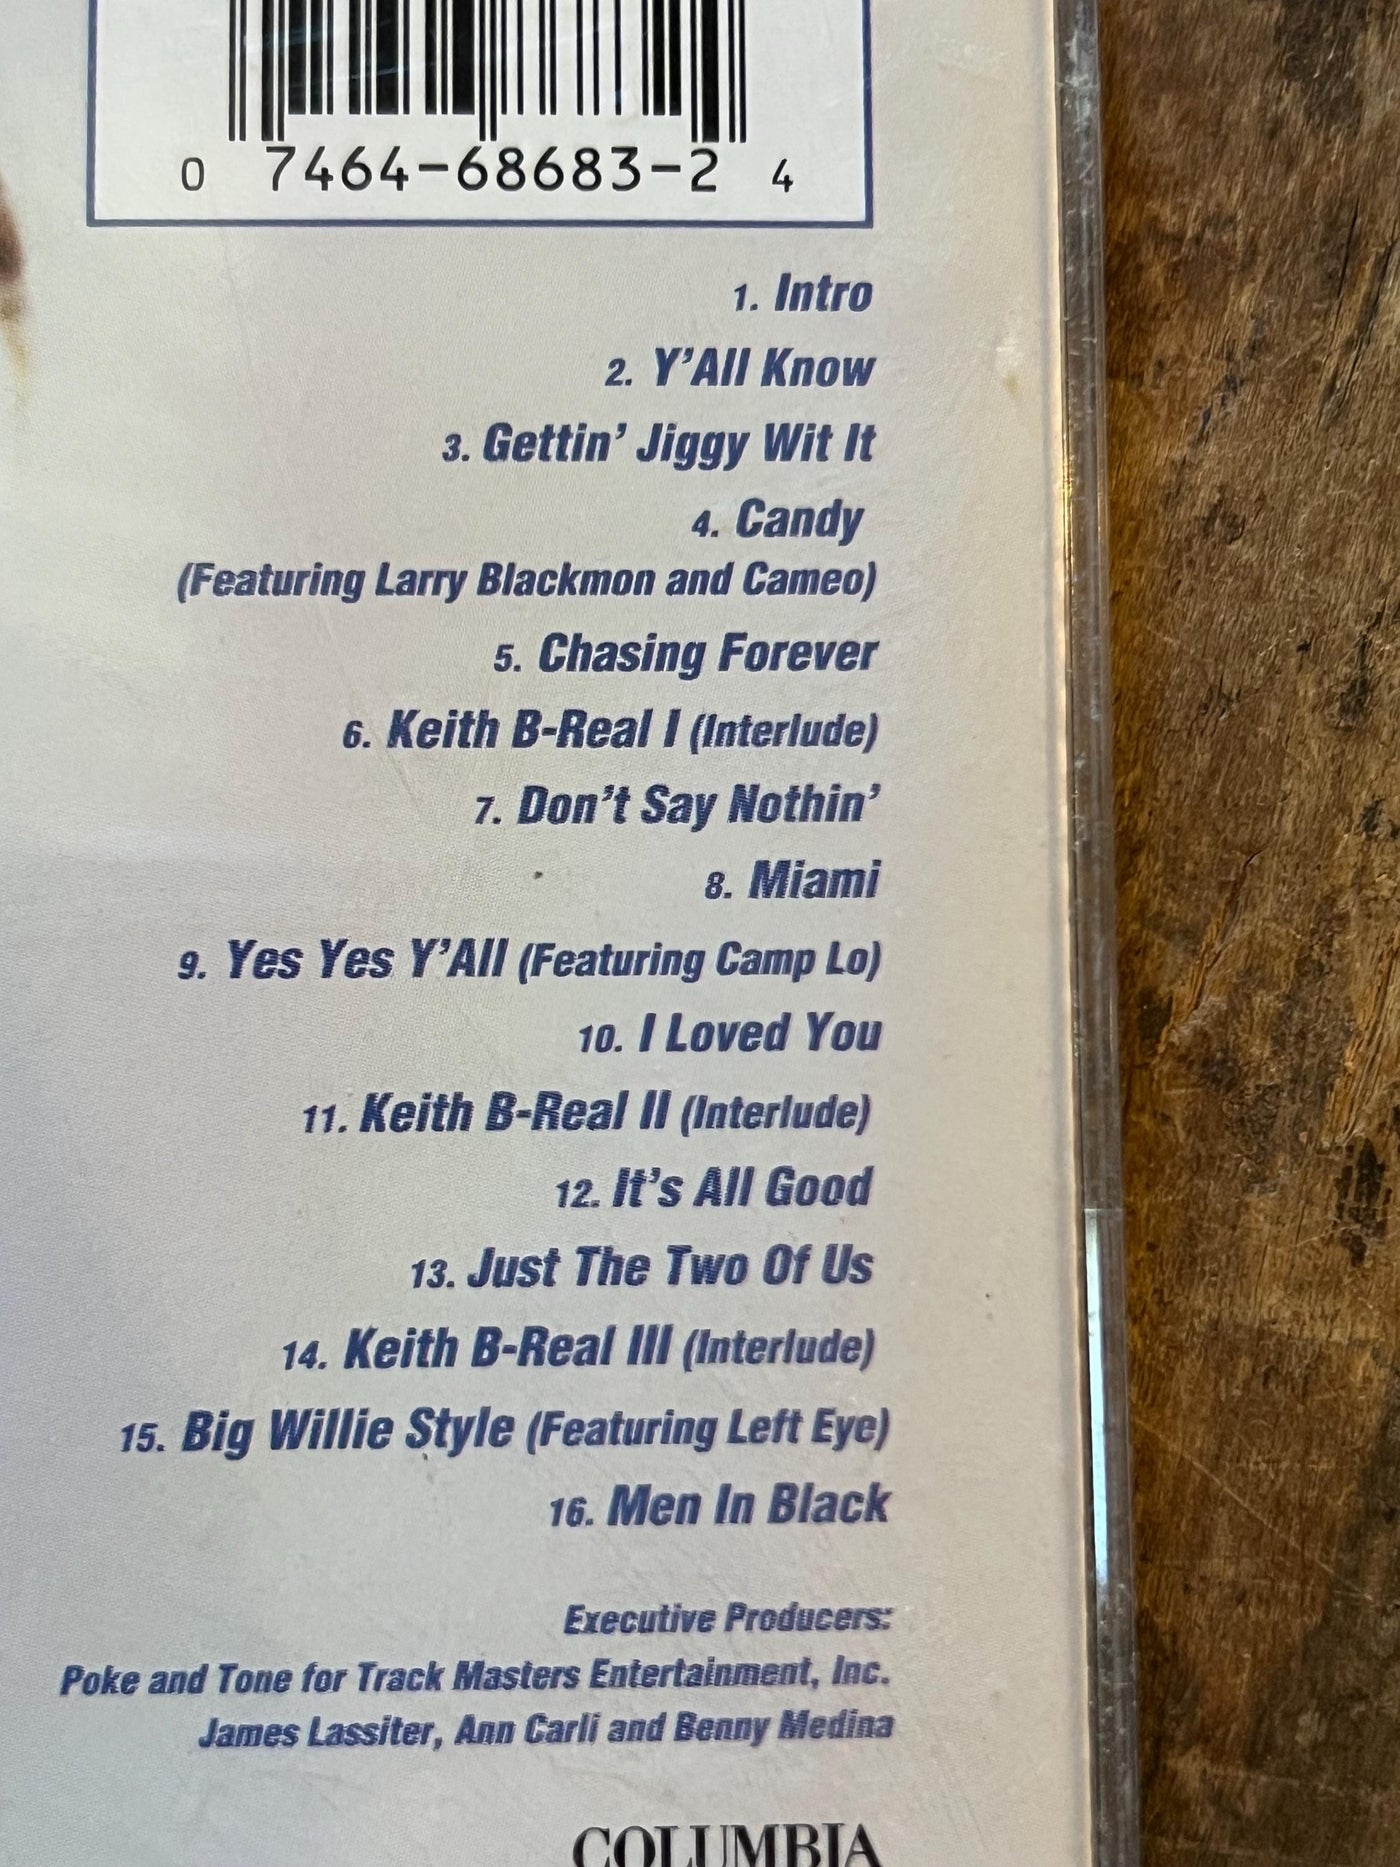 0 7464-68683-2 4
1. Intro
2. Y'All Know
3. Gettin' Jiggy Wit It
4. Candy
(Featuring Larry Blackmon and Cameo)
5. Chasing Forever
6. Keith B-Real I (Interlude)
7. Don't Say Nothin'
8. Miami
9. Yes Yes Y'All (Featuring Camp Lo)
10. I Loved You
11. Keith B-Real II (Interlude)
12. It's All Good
13. Just The Two Of Us
14. Keith B-Real III (Interlude)
15. Big Willie Style (Featuring Left Eye)
16. Men In Black
Executive Producers:
Poke and Tone for Track Masters Entertainment, Inc.
James Lassiter, Ann Carli and Benny Medina
COLUMBIA